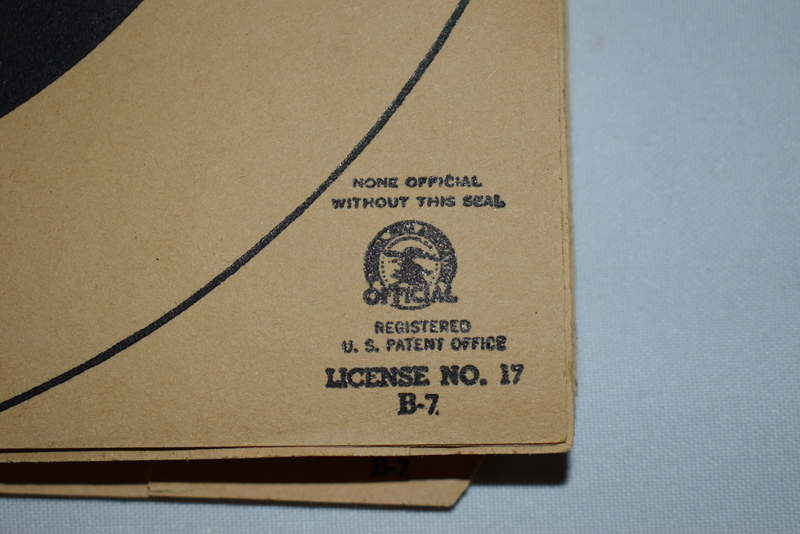 NONE OFFICIAL
WITHOUT THIS SEAL
OFFICIAL
REGISTERED
U. S. PATENT OFFICE
LICENSE NO. 17
B-7.
B-7.